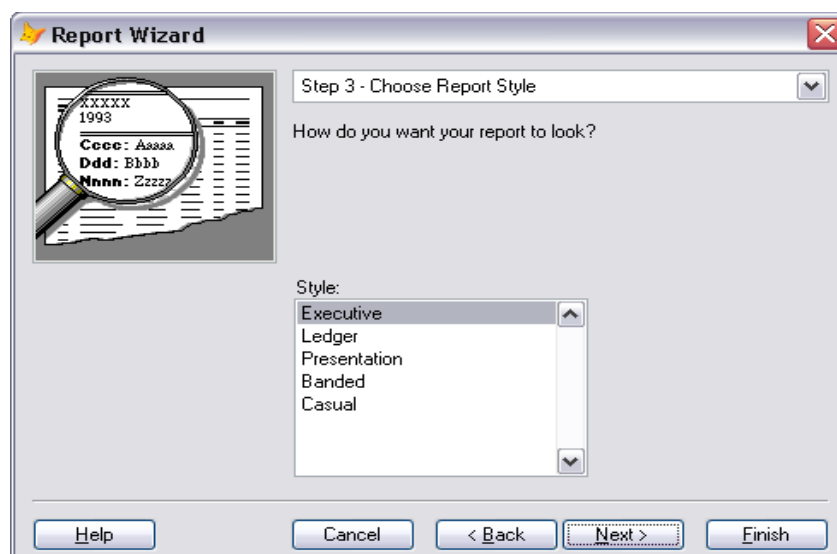 Report Wizard
XXXXX
1993
Cccc: Aaaaa
Ddd: Bbbb
Nnnn: Zzzzz
Step 3 - Choose Report Style
How do you want your report to look?
Style:
Executive
Ledger
Presentation
Banded
Casual
Help
Cancel
< Back
Next >
Finish